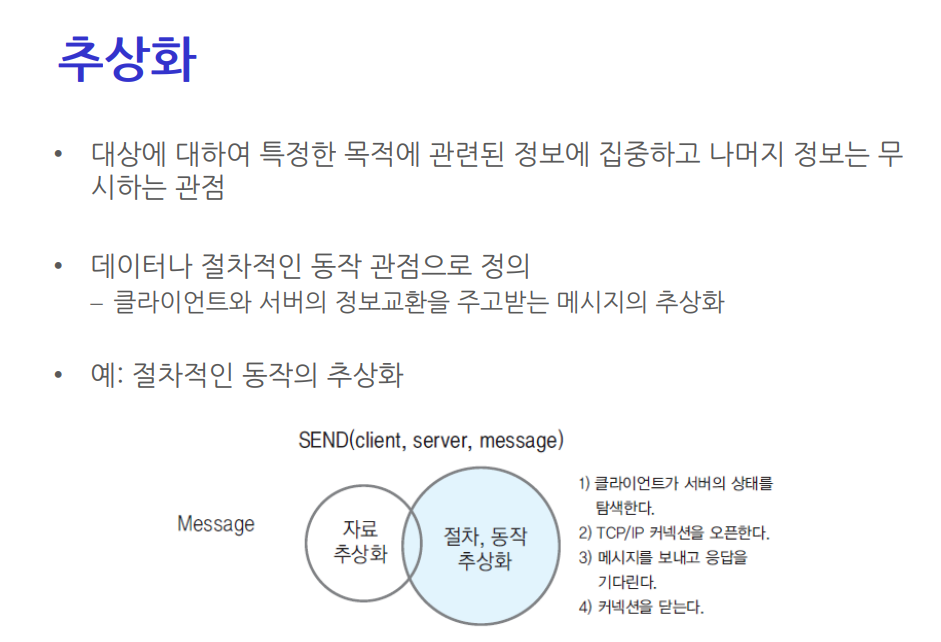 추상화
• 대상에 대하여 특정한 목적에 관련된 정보에 집중하고 나머지 정보는 무
시하는 관점
• 데이터나 절차적인 동작 관점으로 정의
– 클라이언트와 서버의 정보교환을 주고받는 메시지의 추상화
• 예: 절차적인 동작의 추상화
SEND(client, server, message)
Message
자료
추상화
절차, 동작
추상화
1) 클라이언트가 서버의 상태를
탐색한다.
2) TCP/IP 커넥션을 오픈한다.
3) 메시지를 보내고 응답을
기다린다.
4) 커넥션을 닫는다.